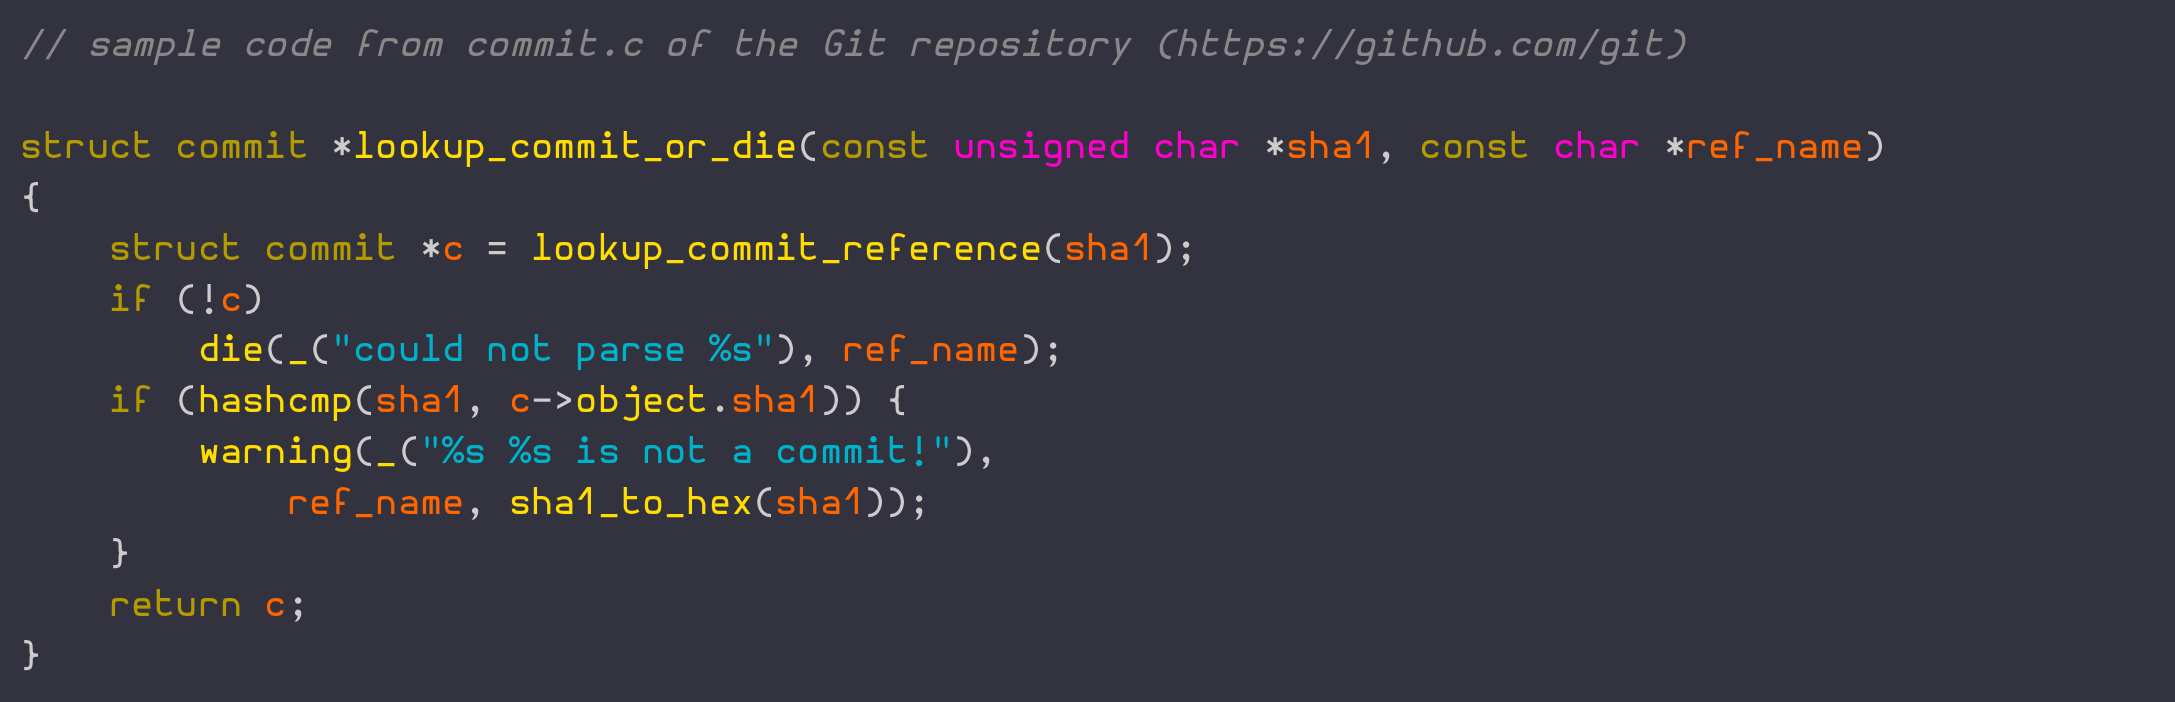 // sample code from commit.c of the Git repository (https://github.com/git)

struct commit *lookup_commit_or_die(const unsigned char *sha1, const char *ref_name)
{
    struct commit *c = lookup_commit_reference(sha1);
    if (!c)
        die(_("could not parse %s"), ref_name);
    if (hashcmp(sha1, c->object.sha1)) {
        warning(_("%s %s is not a commit!"),
            ref_name, sha1_to_hex(sha1));
    }
    return c;
}